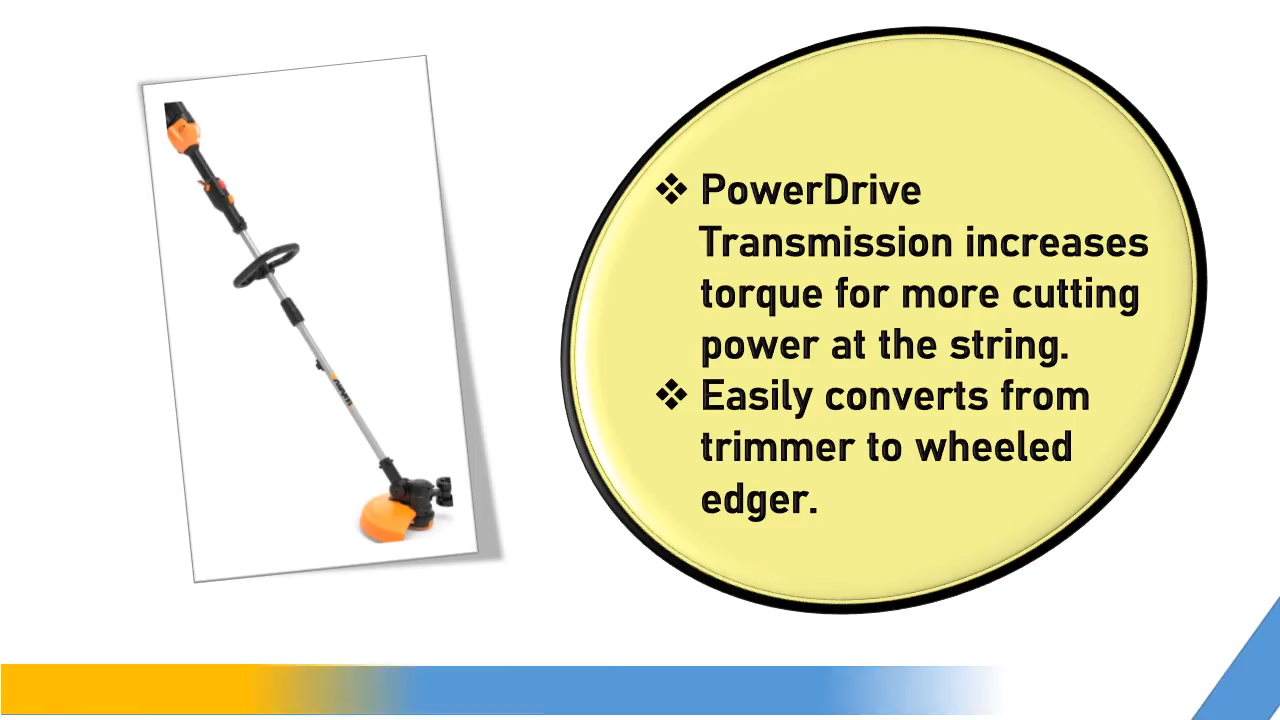 ❖ PowerDrive
Transmission increases
torque for more cutting
power at the string.
❖ Easily converts from
trimmer to wheeled
edger.